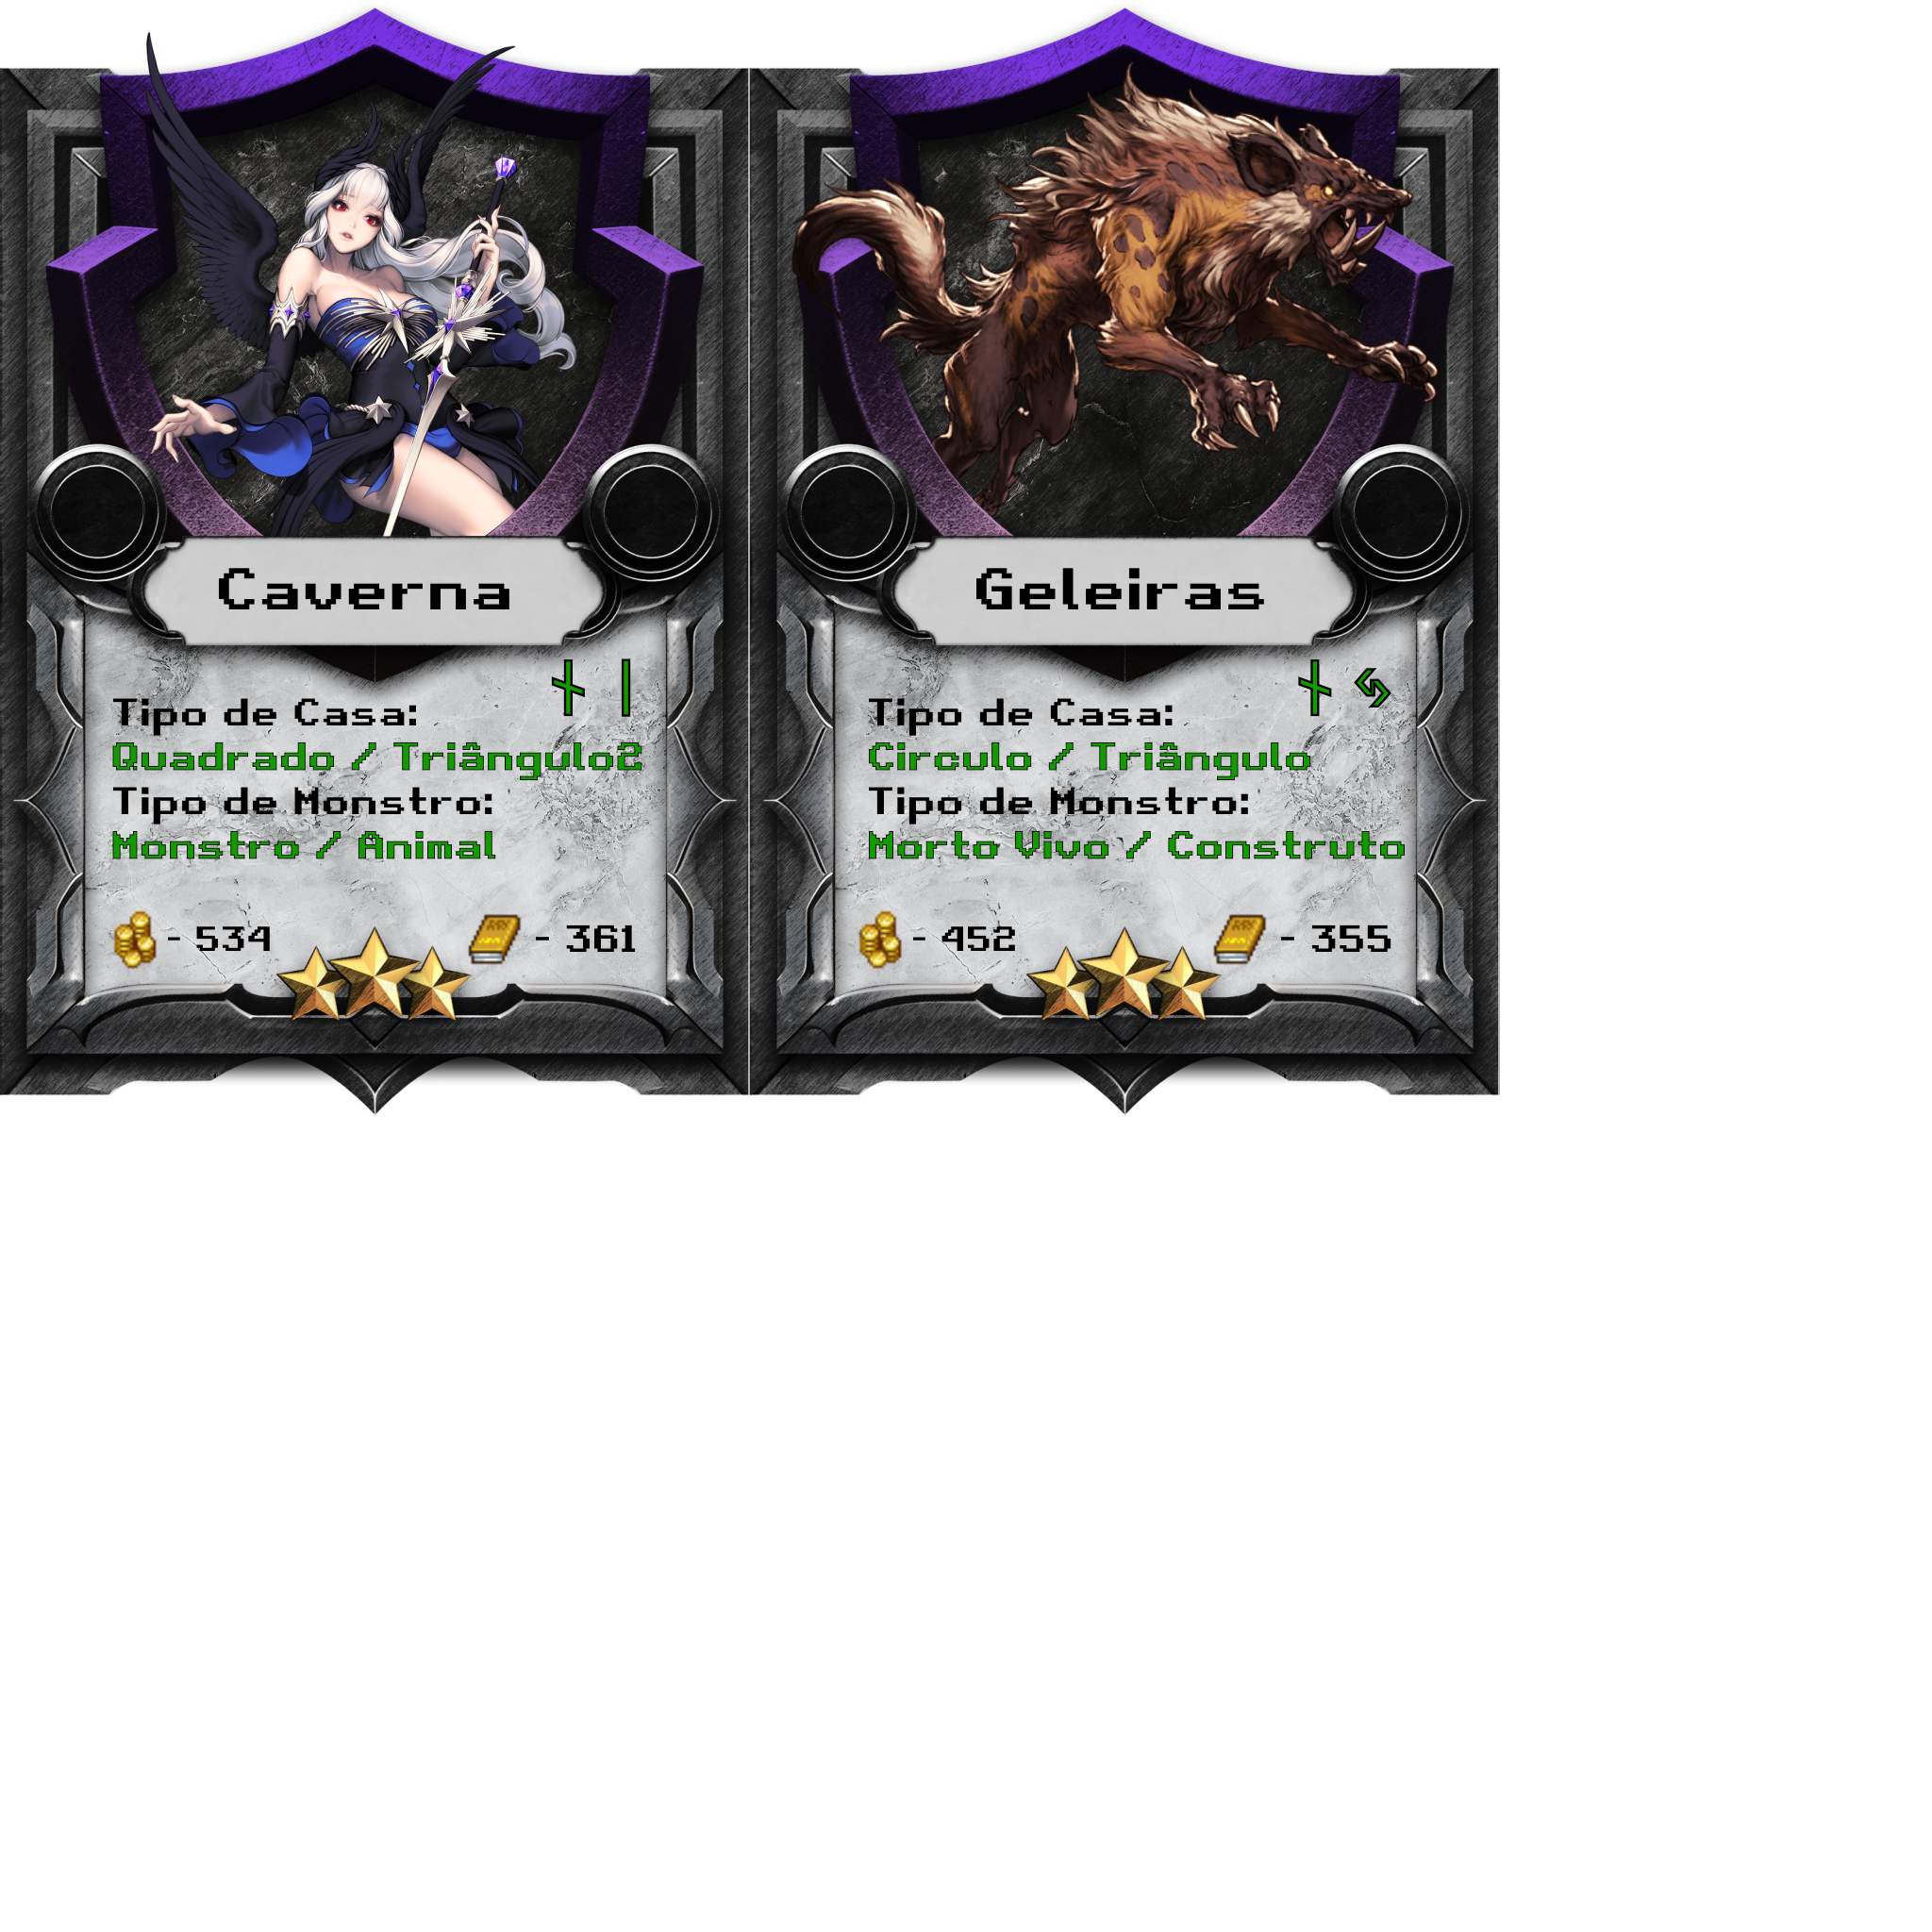 Caverna
Tipo de Casa:
Quadrado / Triângulo2
Tipo de Monstro:
Monstro / Animal
- 534
- 361
Geleiras
Tipo de Casa:
Circulo / Triângulo
Tipo de Monstro:
Morto Vivo / Construto
- 452
- 355